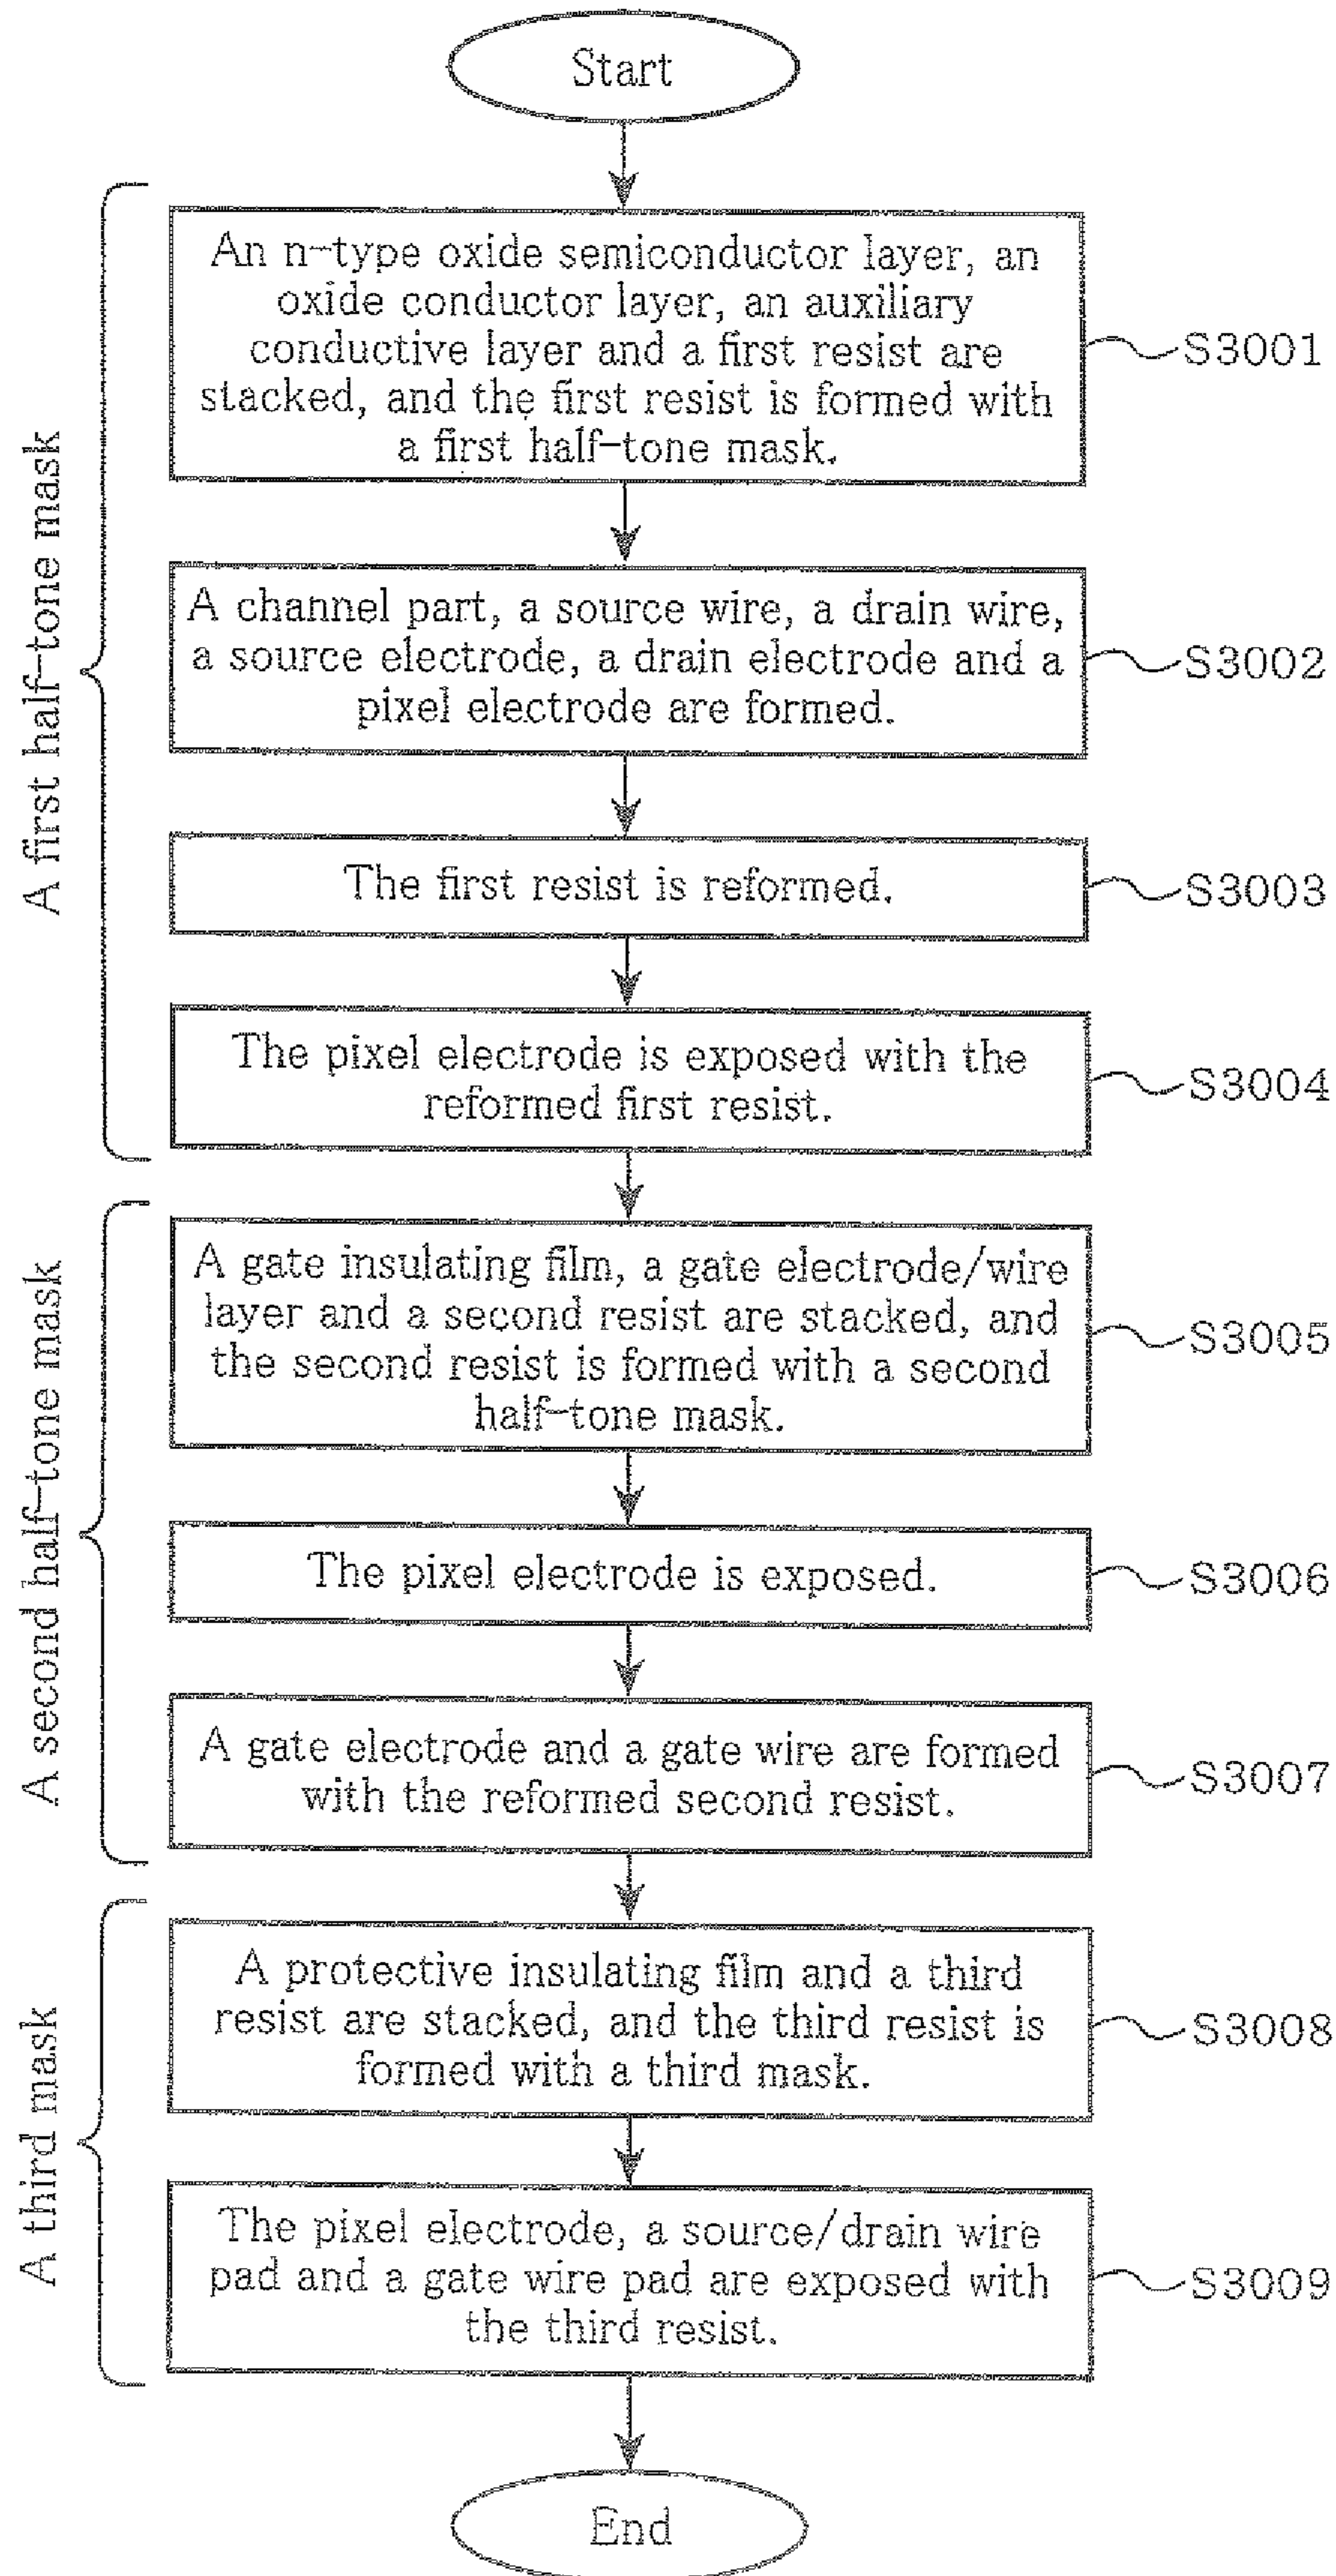 Start
A first half-tone mask
An n-type oxide semiconductor layer, an
oxide conductor layer, an auxiliary
conductive layer and a first resist are
stacked, and the first resist is formed with
a first half-tone mask.
S3001
A channel part, a source wire, a drain wire,
a source electrode, a drain electrode and a
pixel electrode are formed.
S3002
The first resist is reformed.
S3003
The pixel electrode is exposed with the
reformed first resist.
S3004
A second half-tone mask
A gate insulating film, a gate electrode/wire
layer and a second resist are stacked, and
the second resist is formed with a second
half-tone mask.
S3005
The pixel electrode is exposed.
S3006
A gate electrode and a gate wire are formed
with the reformed second resist.
S3007
A third mask
A protective insulating film and a third
resist are stacked, and the third resist is
formed with a third mask.
S3008
The pixel electrode, a source/drain wire
pad and a gate wire pad are exposed with
the third resist.
S3009
End